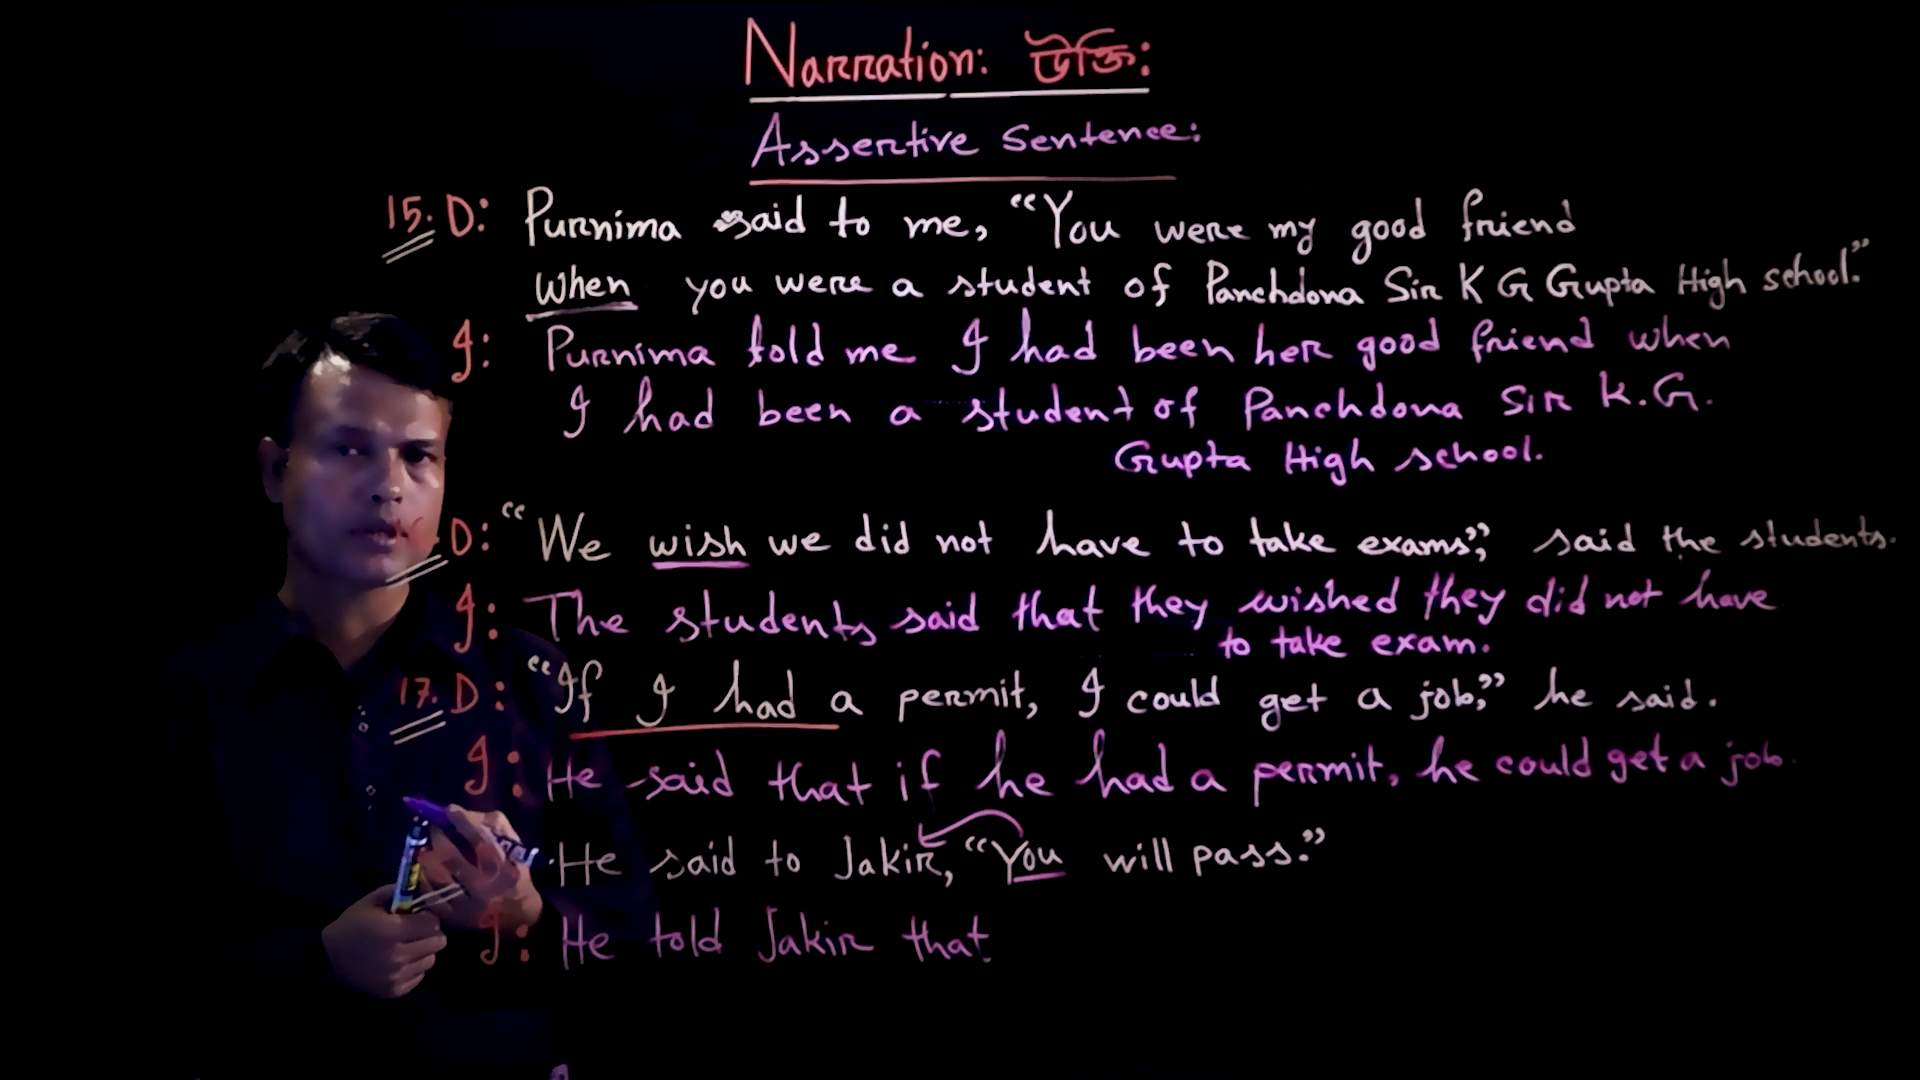 Narration: উক্তি:
Assertive Sentence:
15. D: Purnima said to me, “You were my good friend
when you were a student of Panchdona Sir K G Gupta High school.”
I: Purnima told me I had been her good friend when
I had been a student of Panchdona Sir K.G.
Gupta High school.
D: “We wish we did not have to take exams”, said the students.
I: The students said that they wished they did not have
to take exam.
17. D: “If I had a permit, I could get a job,” he said.
I: He said that if he had a permit, he could get a job.
He said to Jakir, “You will pass.”
I: He told Jakir that